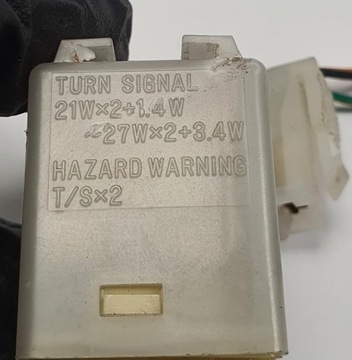 TURN SIGNAL
21W×2+1.4W
~27W×2+3.4W
HAZARD WARNING
T/S×2